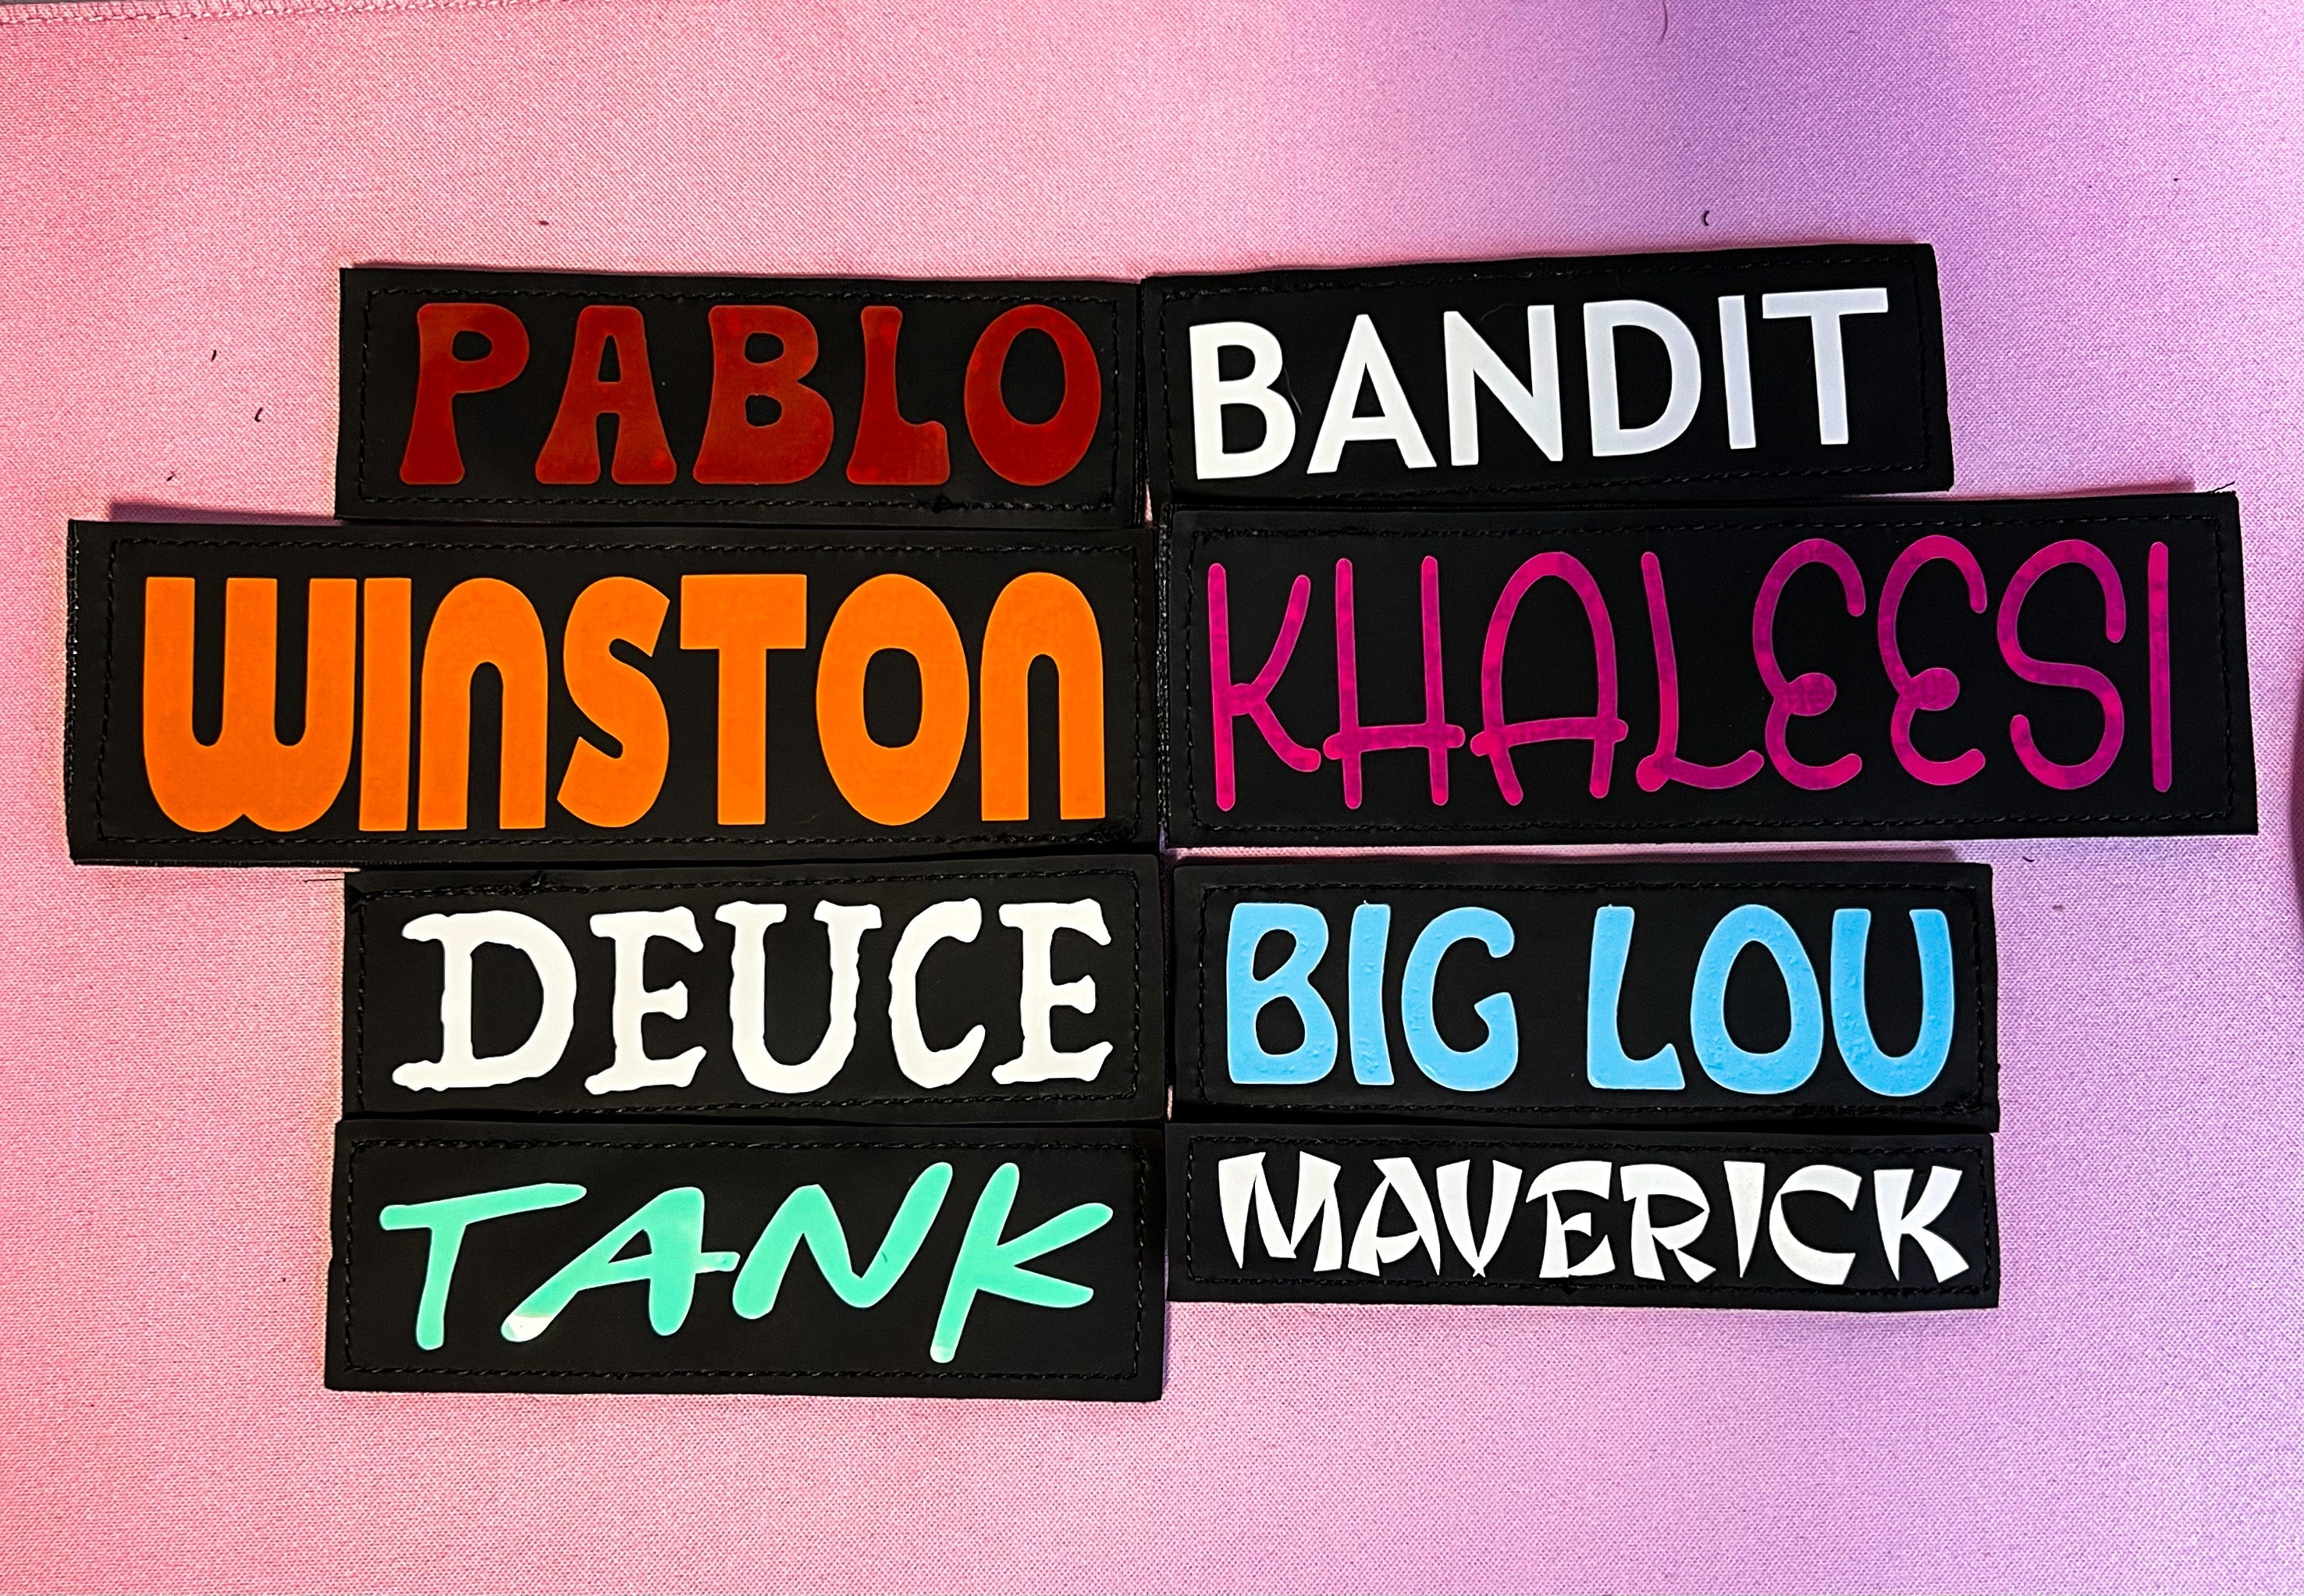 PABLO
BANDIT
WINSTON
KHALEESI
DEUCE
BIG LOU
TANK
MAVERICK